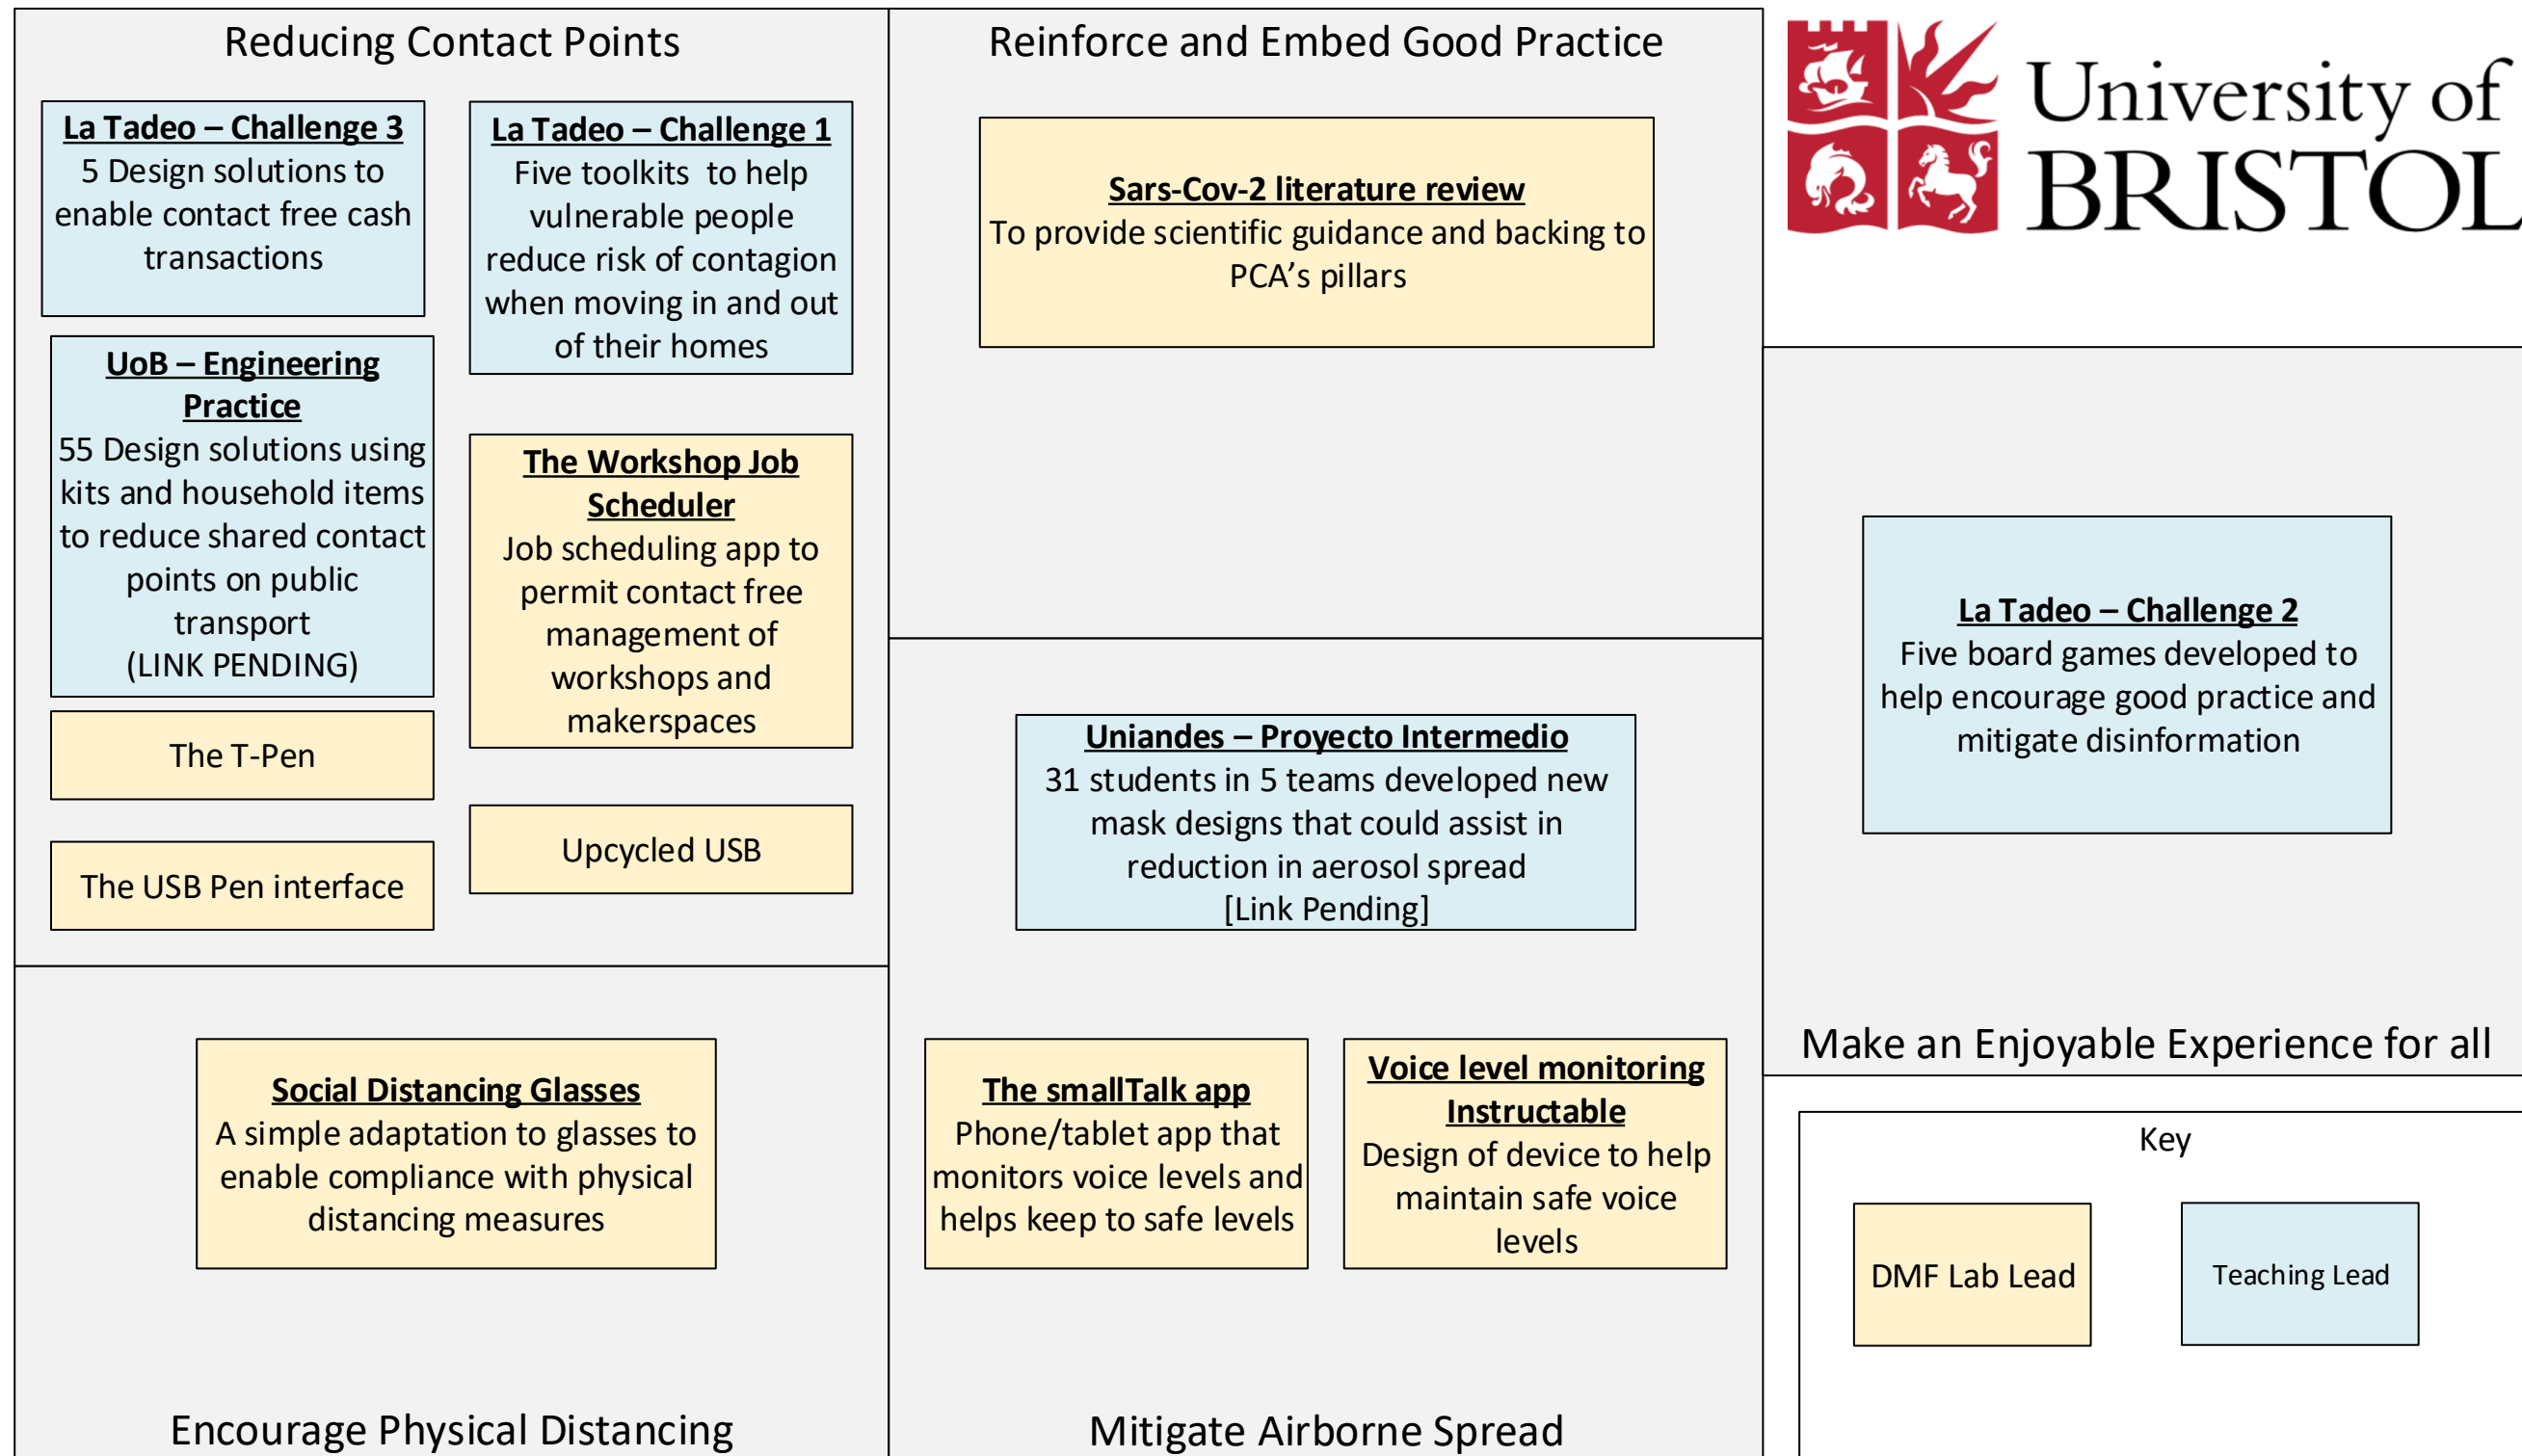 Reducing Contact Points
La Tadeo – Challenge 3
5 Design solutions to
enable contact free cash
transactions
La Tadeo – Challenge 1
Five toolkits to help
vulnerable people
reduce risk of contagion
when moving in and out
of their homes
UoB – Engineering
Practice
55 Design solutions using
kits and household items
to reduce shared contact
points on public
transport
(LINK PENDING)
The Workshop Job
Scheduler
Job scheduling app to
permit contact free
management of
workshops and
makerspaces
The T-Pen
Upcycled USB
The USB Pen interface
Reinforce and Embed Good Practice
Sars-Cov-2 literature review
To provide scientific guidance and backing to
PCA’s pillars
University of
BRISTOL
La Tadeo – Challenge 2
Five board games developed to
help encourage good practice and
mitigate disinformation
Make an Enjoyable Experience for all
Uniandes – Proyecto Intermedio
31 students in 5 teams developed new
mask designs that could assist in
reduction in aerosol spread
[Link Pending]
The smallTalk app
Phone/tablet app that
monitors voice levels and
helps keep to safe levels
Voice level monitoring
Instructable
Design of device to help
maintain safe voice
levels
Mitigate Airborne Spread
Social Distancing Glasses
A simple adaptation to glasses to
enable compliance with physical
distancing measures
Encourage Physical Distancing
Key
DMF Lab Lead
Teaching Lead